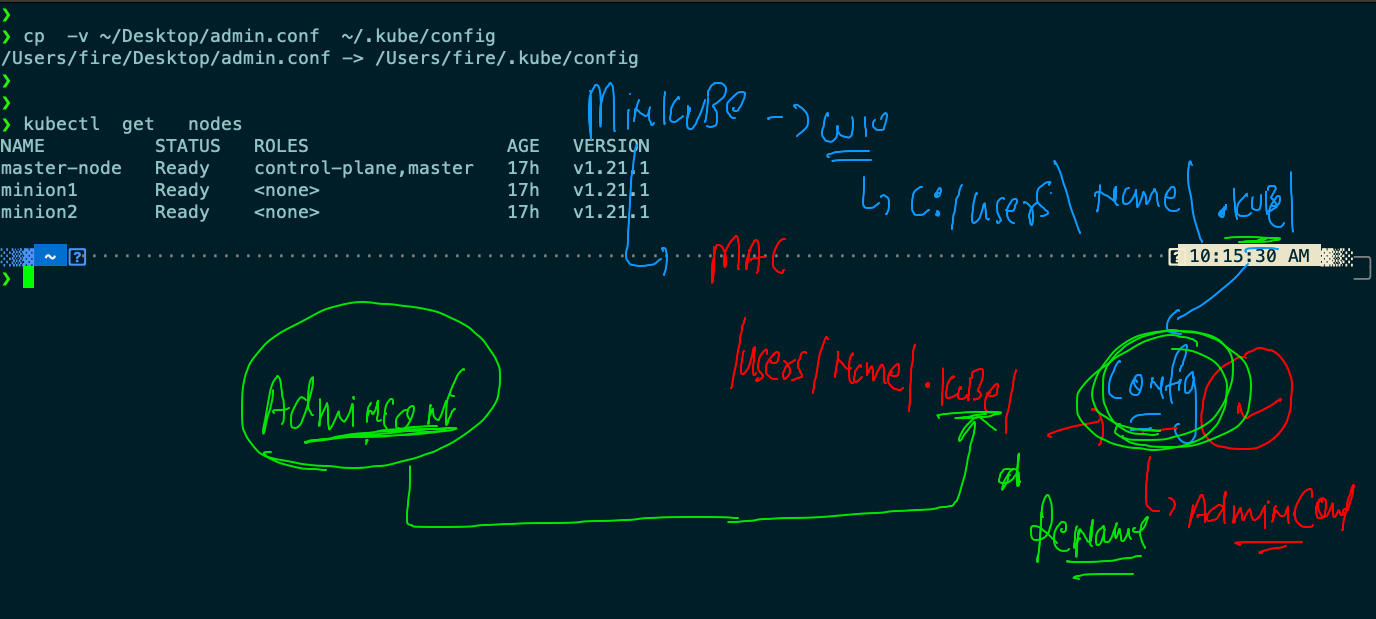 ❯
❯ cp  -v ~/Desktop/admin.conf  ~/.kube/config
/Users/fire/Desktop/admin.conf -> /Users/fire/.kube/config
❯
❯
❯ kubectl  get   nodes
NAME          STATUS   ROLES                  AGE   VERSION
master-node   Ready    control-plane,master   17h   v1.21.1
minion1       Ready    <none>                 17h   v1.21.1
minion2       Ready    <none>                 17h   v1.21.1
MiniKuBe -> W10
C:/users\Name/.kube/
~ ? 10:15:30 AM
❯
MAC
/users/Name/.kuBe/
Config
Admin.conf
Rename
Admin.Conf